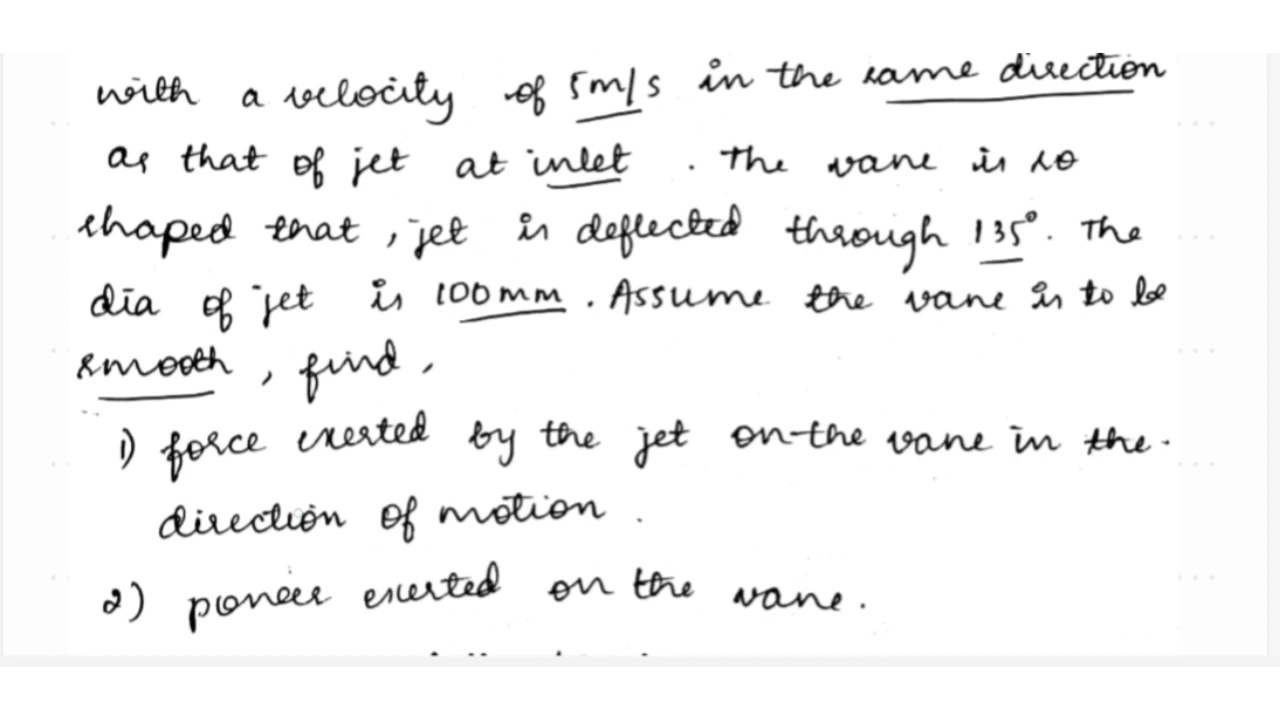 with a velocity of 5m/s in the same direction
as that of jet at inlet . The vane is so
shaped that , jet is deflected through 135°. The
dia of jet is 100mm . Assume the vane is to be
smooth , find ,
1) force exerted by the jet on the vane in the
direction of motion .
2) power exerted on the vane .